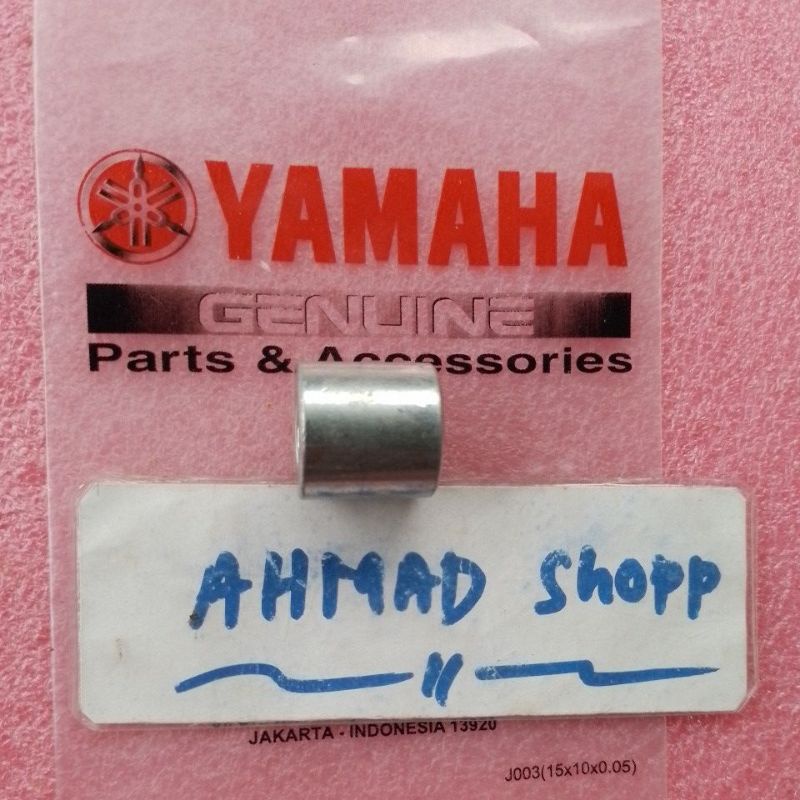 YAMAHA
GENUINE
Parts & Accessories
AHMAD Shopp
JAKARTA - INDONESIA 13920
J003(15x10x0.05)